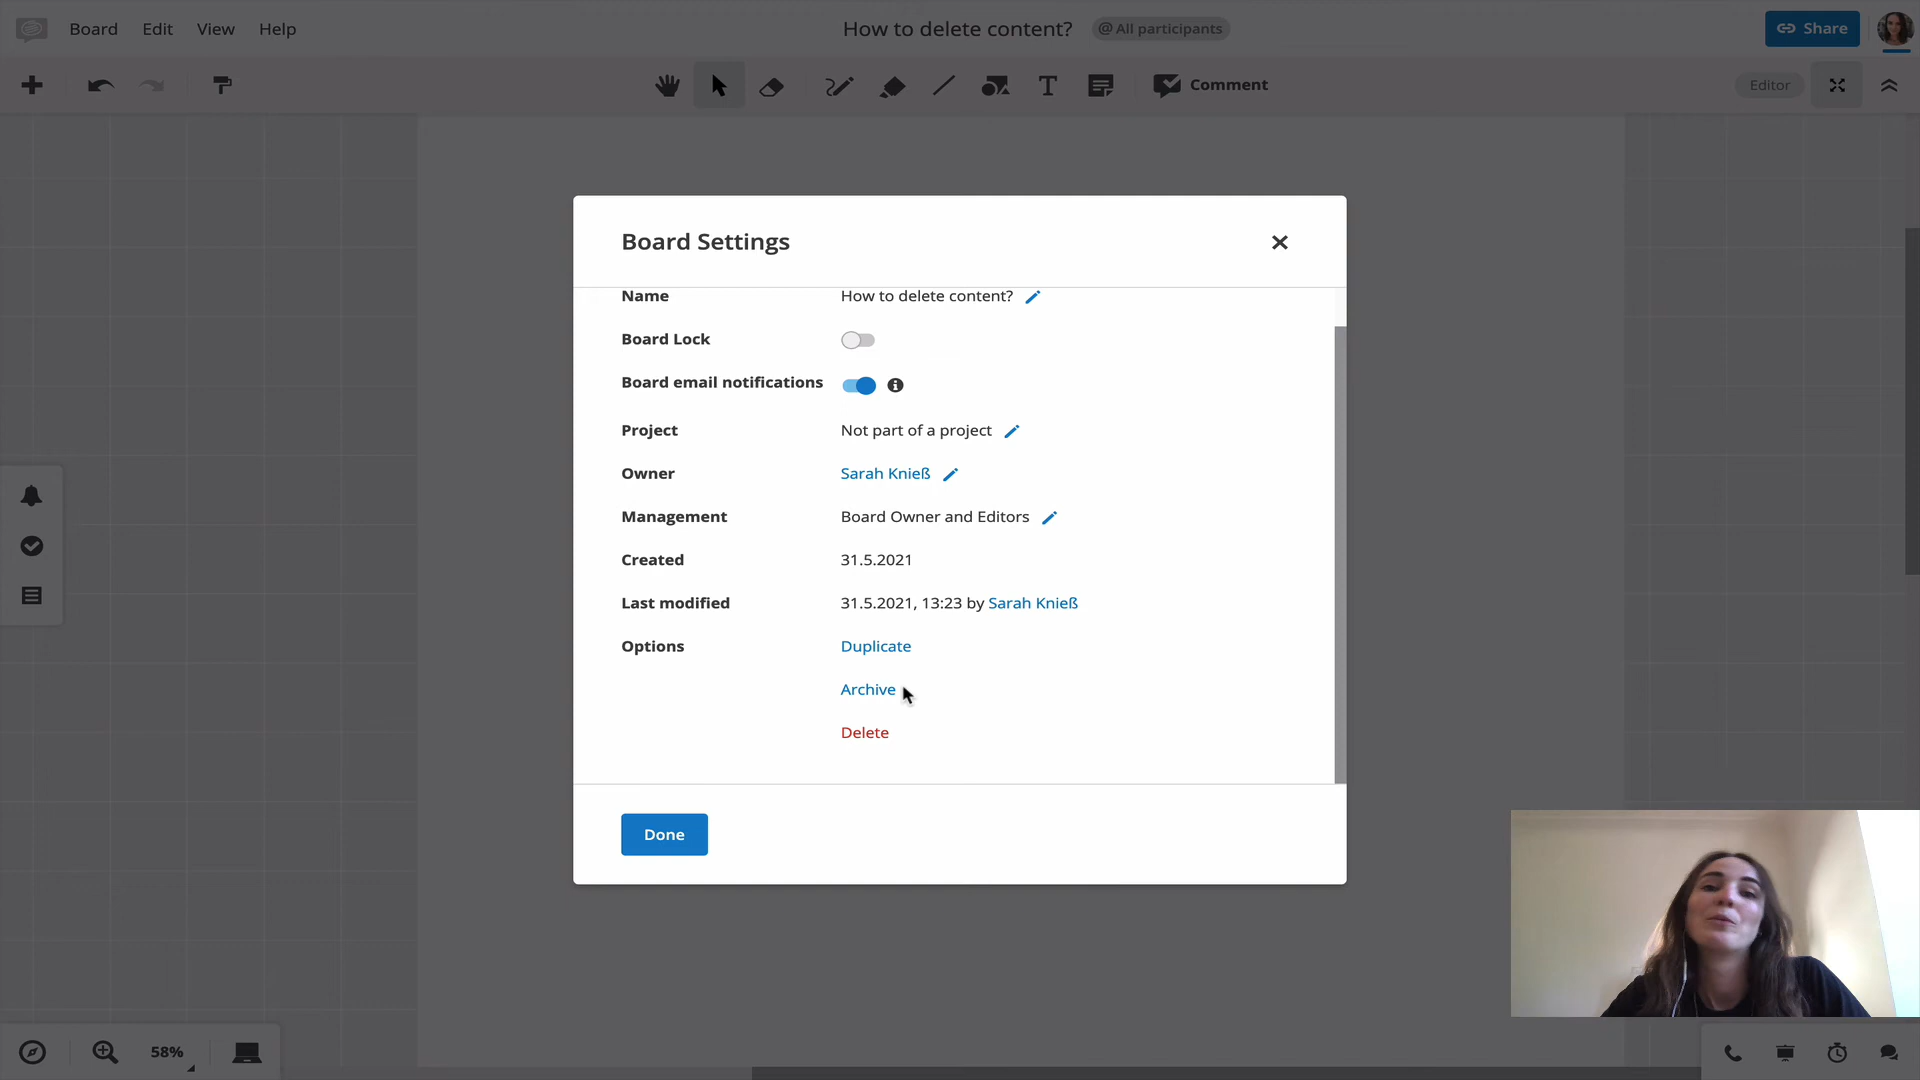 Board Edit View Help
How to delete content? @ All participants
Share
Comment
Editor
Board Settings
Name How to delete content?
Board Lock
Board email notifications
Project Not part of a project
Owner Sarah Knieß
Management Board Owner and Editors
Created 31.5.2021
Last modified 31.5.2021, 13:23 by Sarah Knieß
Options Duplicate
Archive
Delete
Done
58%